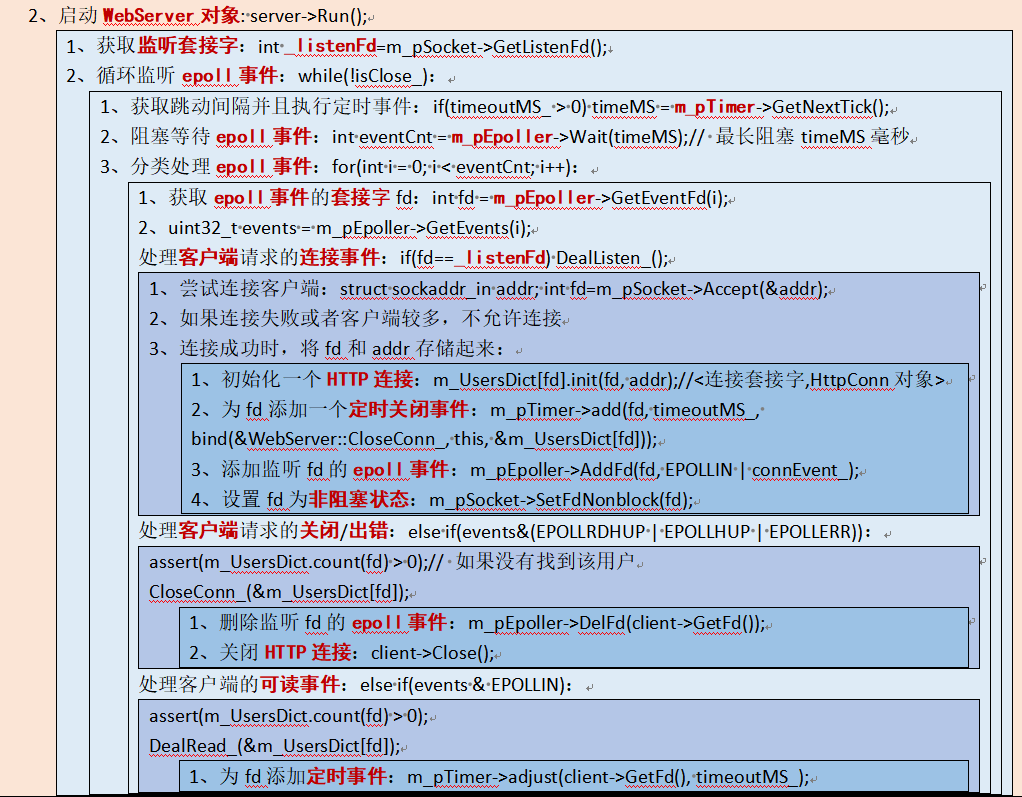 2、启动 WebServer 对象: server->Run();
1、获取监听套接字：int _listenFd=m_pSocket->GetListenFd();
2、循环监听 epoll 事件：while(!isClose_)：
1、获取跳动间隔并且执行定时事件：if(timeoutMS_ > 0) timeMS = m_pTimer->GetNextTick();
2、阻塞等待 epoll 事件：int eventCnt = m_pEpoller->Wait(timeMS);// 最长阻塞 timeMS 毫秒
3、分类处理 epoll 事件：for(int i = 0; i < eventCnt; i++)：
1、获取 epoll 事件的套接字 fd：int fd = m_pEpoller->GetEventFd(i);
2、uint32_t events = m_pEpoller->GetEvents(i);
处理客户端请求的连接事件：if(fd==_listenFd) DealListen_();
1、尝试连接客户端：struct sockaddr_in addr; int fd=m_pSocket->Accept(&addr);
2、如果连接失败或者客户端较多，不允许连接
3、连接成功时，将 fd 和 addr 存储起来：
1、初始化一个 HTTP 连接：m_UsersDict[fd].init(fd, addr);//<连接套接字,HttpConn 对象>
2、为 fd 添加一个定时关闭事件：m_pTimer->add(fd, timeoutMS_,
bind(&WebServer::CloseConn_, this, &m_UsersDict[fd]));
3、添加监听 fd 的 epoll 事件：m_pEpoller->AddFd(fd, EPOLLIN | connEvent_);
4、设置 fd 为非阻塞状态：m_pSocket->SetFdNonblock(fd);
处理客户端请求的关闭/出错：else if(events&(EPOLLRDHUP | EPOLLHUP | EPOLLERR))：
assert(m_UsersDict.count(fd) > 0);// 如果没有找到该用户
CloseConn_(&m_UsersDict[fd]);
1、删除监听 fd 的 epoll 事件：m_pEpoller->DelFd(client->GetFd());
2、关闭 HTTP 连接：client->Close();
处理客户端的可读事件：else if(events & EPOLLIN)：
assert(m_UsersDict.count(fd) > 0);
DealRead_(&m_UsersDict[fd]);
1、为 fd 添加定时事件：m_pTimer->adjust(client->GetFd(), timeoutMS_);